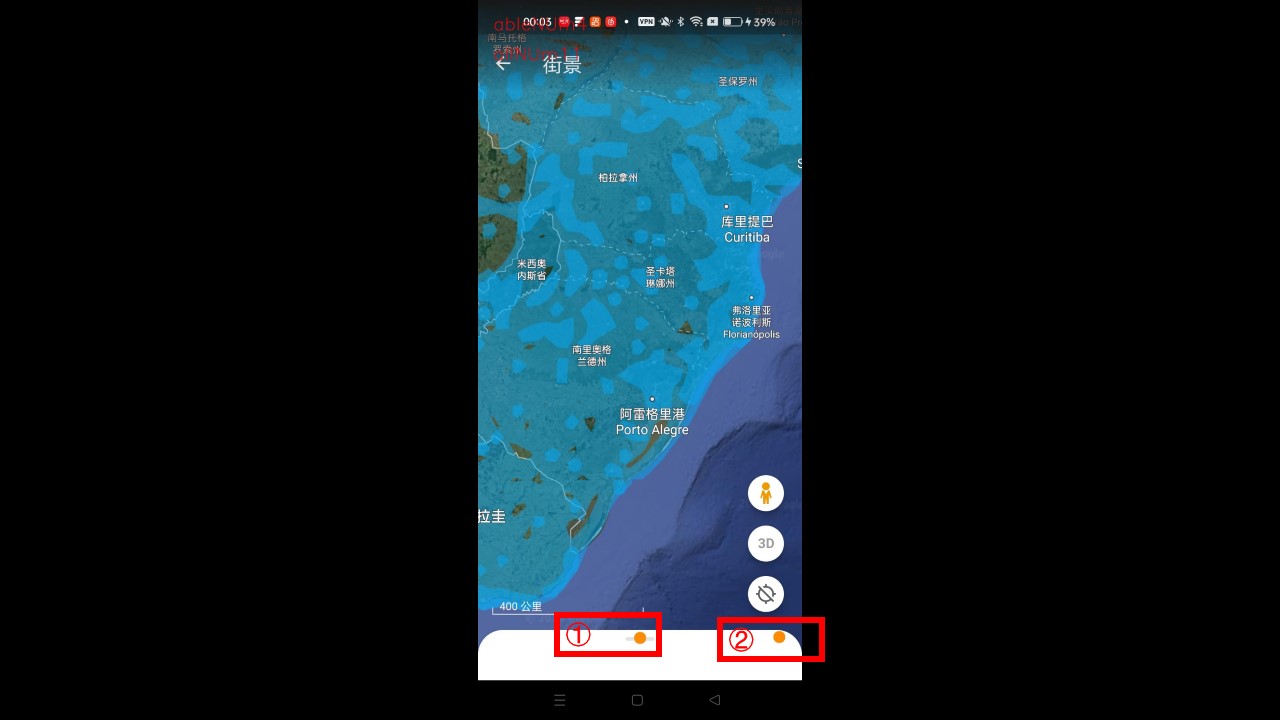 00:03
VPN
39%
南马托格
罗索州
街景
圣保罗州
柏拉拿州
库里提巴
Curitiba
米西奥
内斯省
圣卡塔
琳娜州
弗洛里亚
诺波利斯
Florianópolis
南里奥格
兰德州
阿雷格里港
Porto Alegre
拉圭
3D
400 公里
①
②